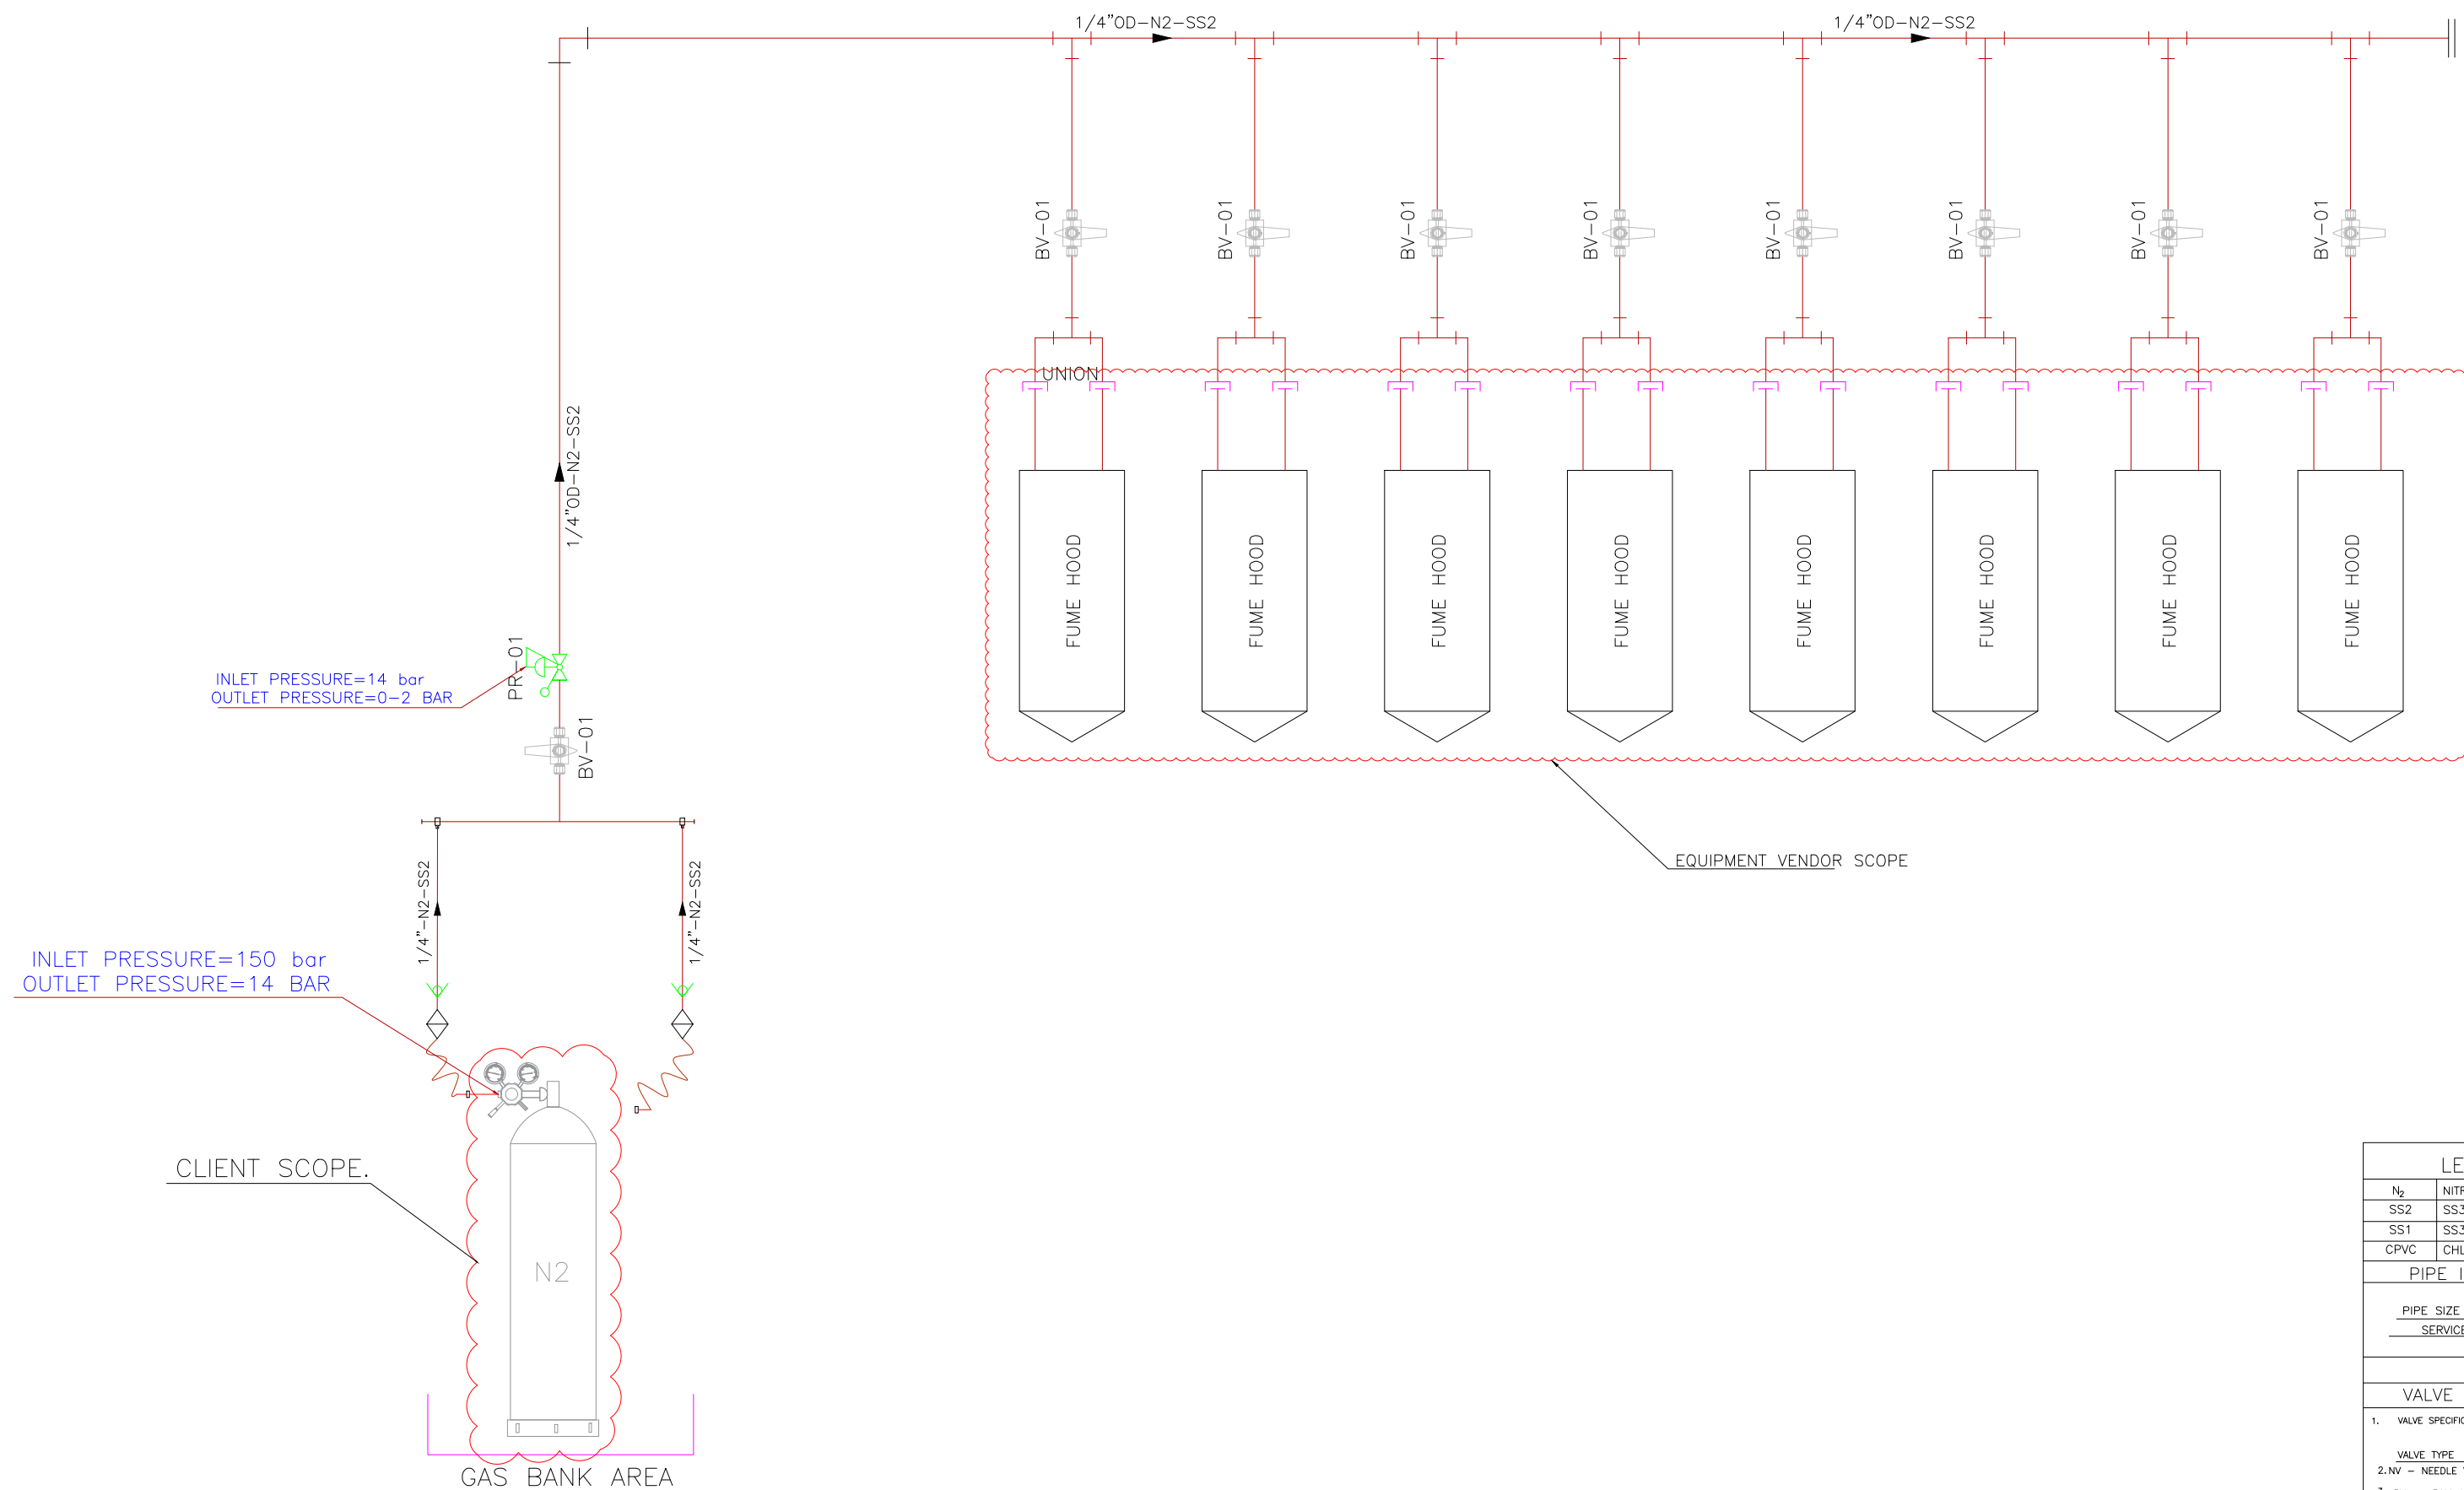 1/4"OD-N2-SS2
1/4"OD-N2-SS2
BV-01
BV-01
BV-01
BV-01
BV-01
BV-01
BV-01
BV-01
UNION
1/4"OD-N2-SS2
FUME HOOD
FUME HOOD
FUME HOOD
FUME HOOD
FUME HOOD
FUME HOOD
FUME HOOD
FUME HOOD
PR-01
INLET PRESSURE=14 bar
OUTLET PRESSURE=0-2 BAR
BV-01
EQUIPMENT VENDOR SCOPE
1/4"-N2-SS2
1/4"-N2-SS2
INLET PRESSURE=150 bar
OUTLET PRESSURE=14 BAR
CLIENT SCOPE.
N2
GAS BANK AREA
N2
SS2
SS1
CPVC
PIPE
PIPE SIZE
VALVE
1. VALVE
VALVE TYPE
2. NV - NEEDLE